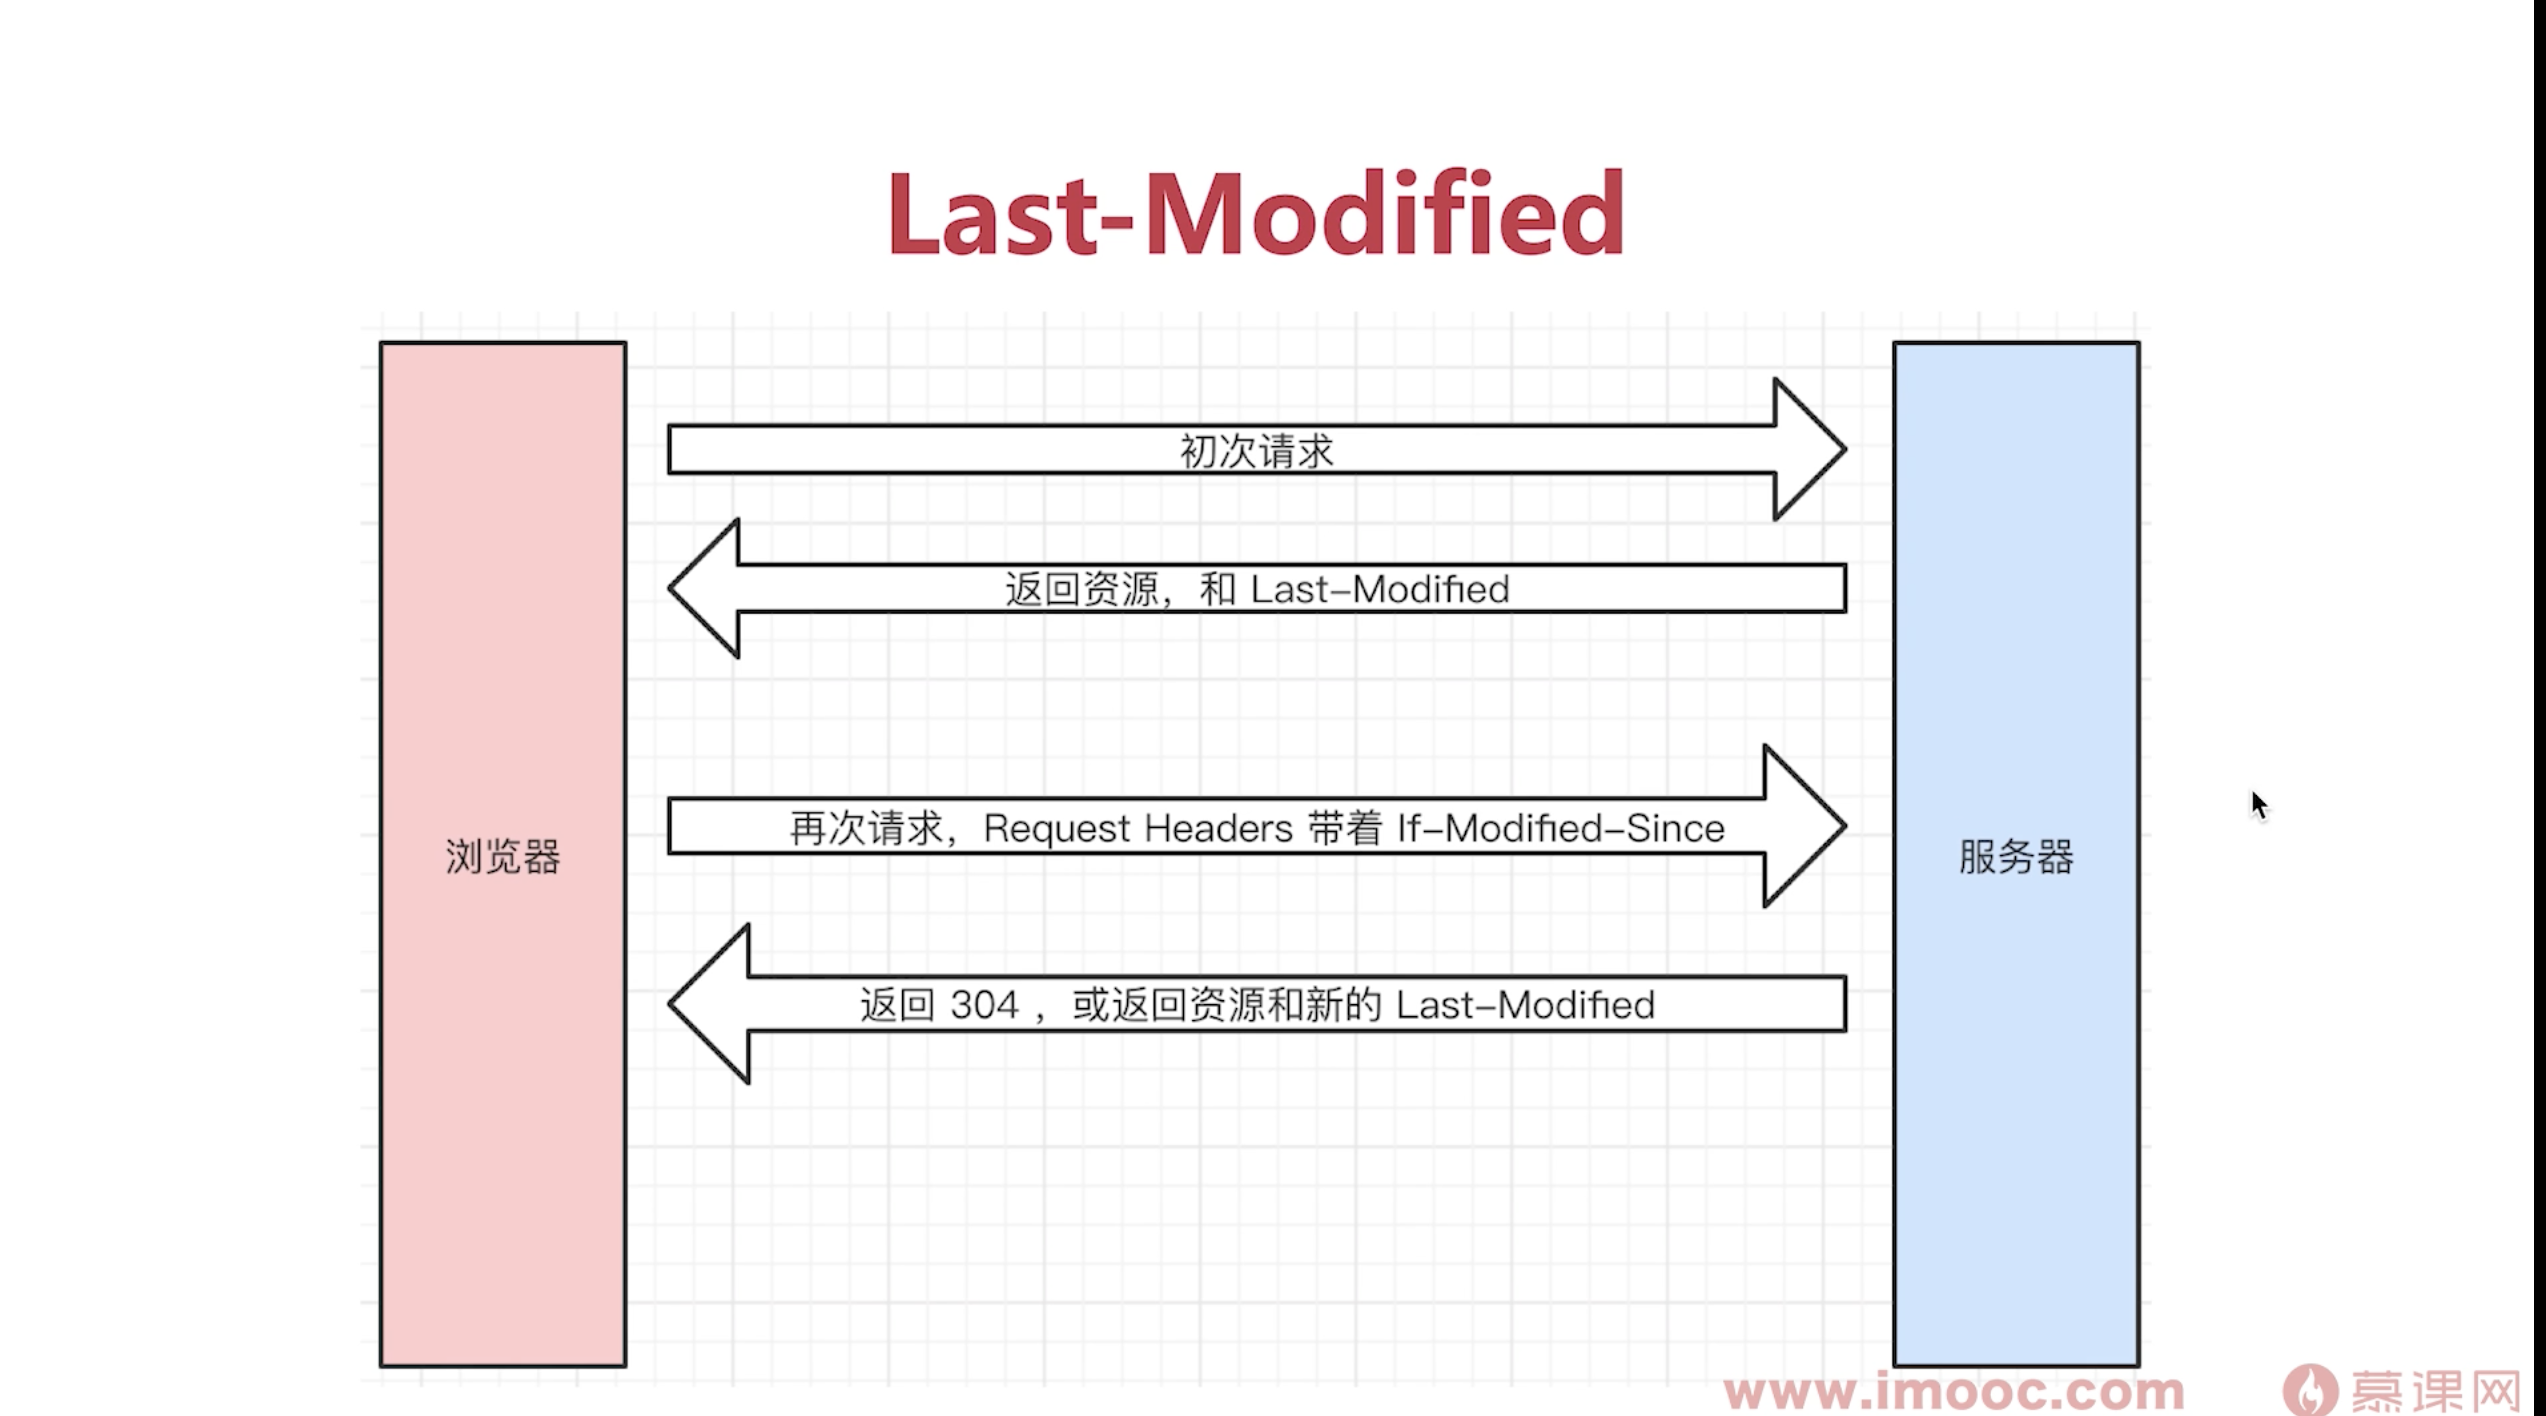 Last-Modified
初次请求
返回资源，和 Last-Modified
再次请求，Request Headers 带着 If-Modified-Since
浏览器
服务器
返回 304 ，或返回资源和新的 Last-Modified
www.imooc.com
慕课网